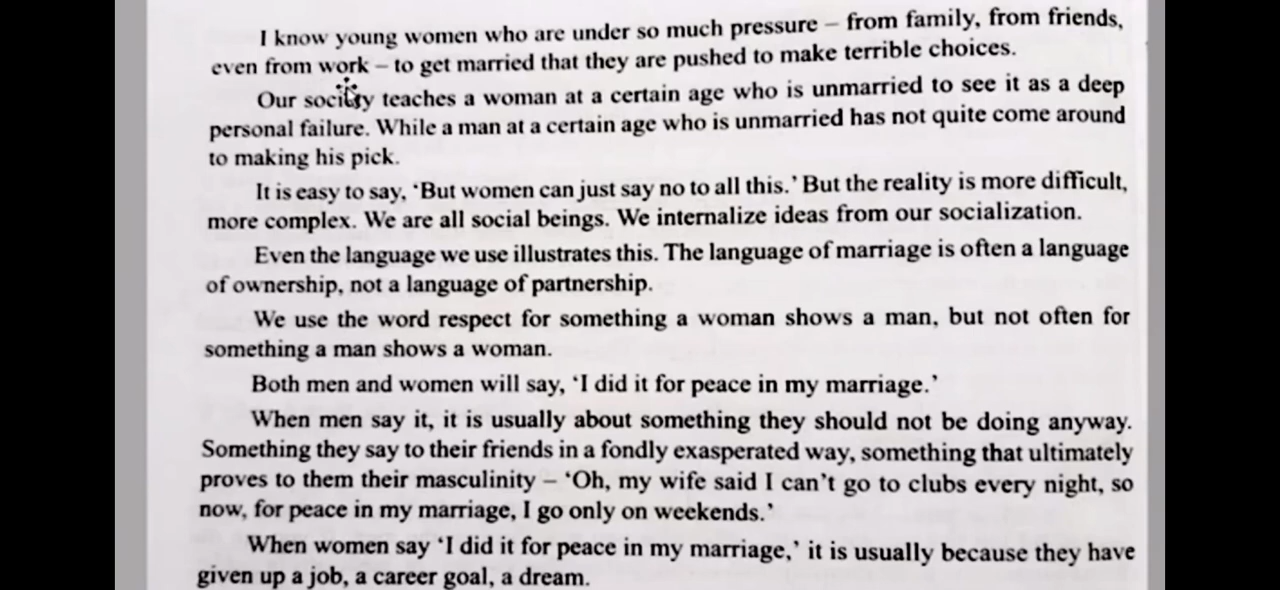 I know young women who are under so much pressure – from family, from friends,
even from work – to get married that they are pushed to make terrible choices.
Our society teaches a woman at a certain age who is unmarried to see it as a deep
personal failure. While a man at a certain age who is unmarried has not quite come around
to making his pick.
It is easy to say, ‘But women can just say no to all this.’ But the reality is more difficult,
more complex. We are all social beings. We internalize ideas from our socialization.
Even the language we use illustrates this. The language of marriage is often a language
of ownership, not a language of partnership.
We use the word respect for something a woman shows a man, but not often for
something a man shows a woman.
Both men and women will say, ‘I did it for peace in my marriage.’
When men say it, it is usually about something they should not be doing anyway.
Something they say to their friends in a fondly exasperated way, something that ultimately
proves to them their masculinity – ‘Oh, my wife said I can’t go to clubs every night, so
now, for peace in my marriage, I go only on weekends.’
When women say ‘I did it for peace in my marriage,’ it is usually because they have
given up a job, a career goal, a dream.